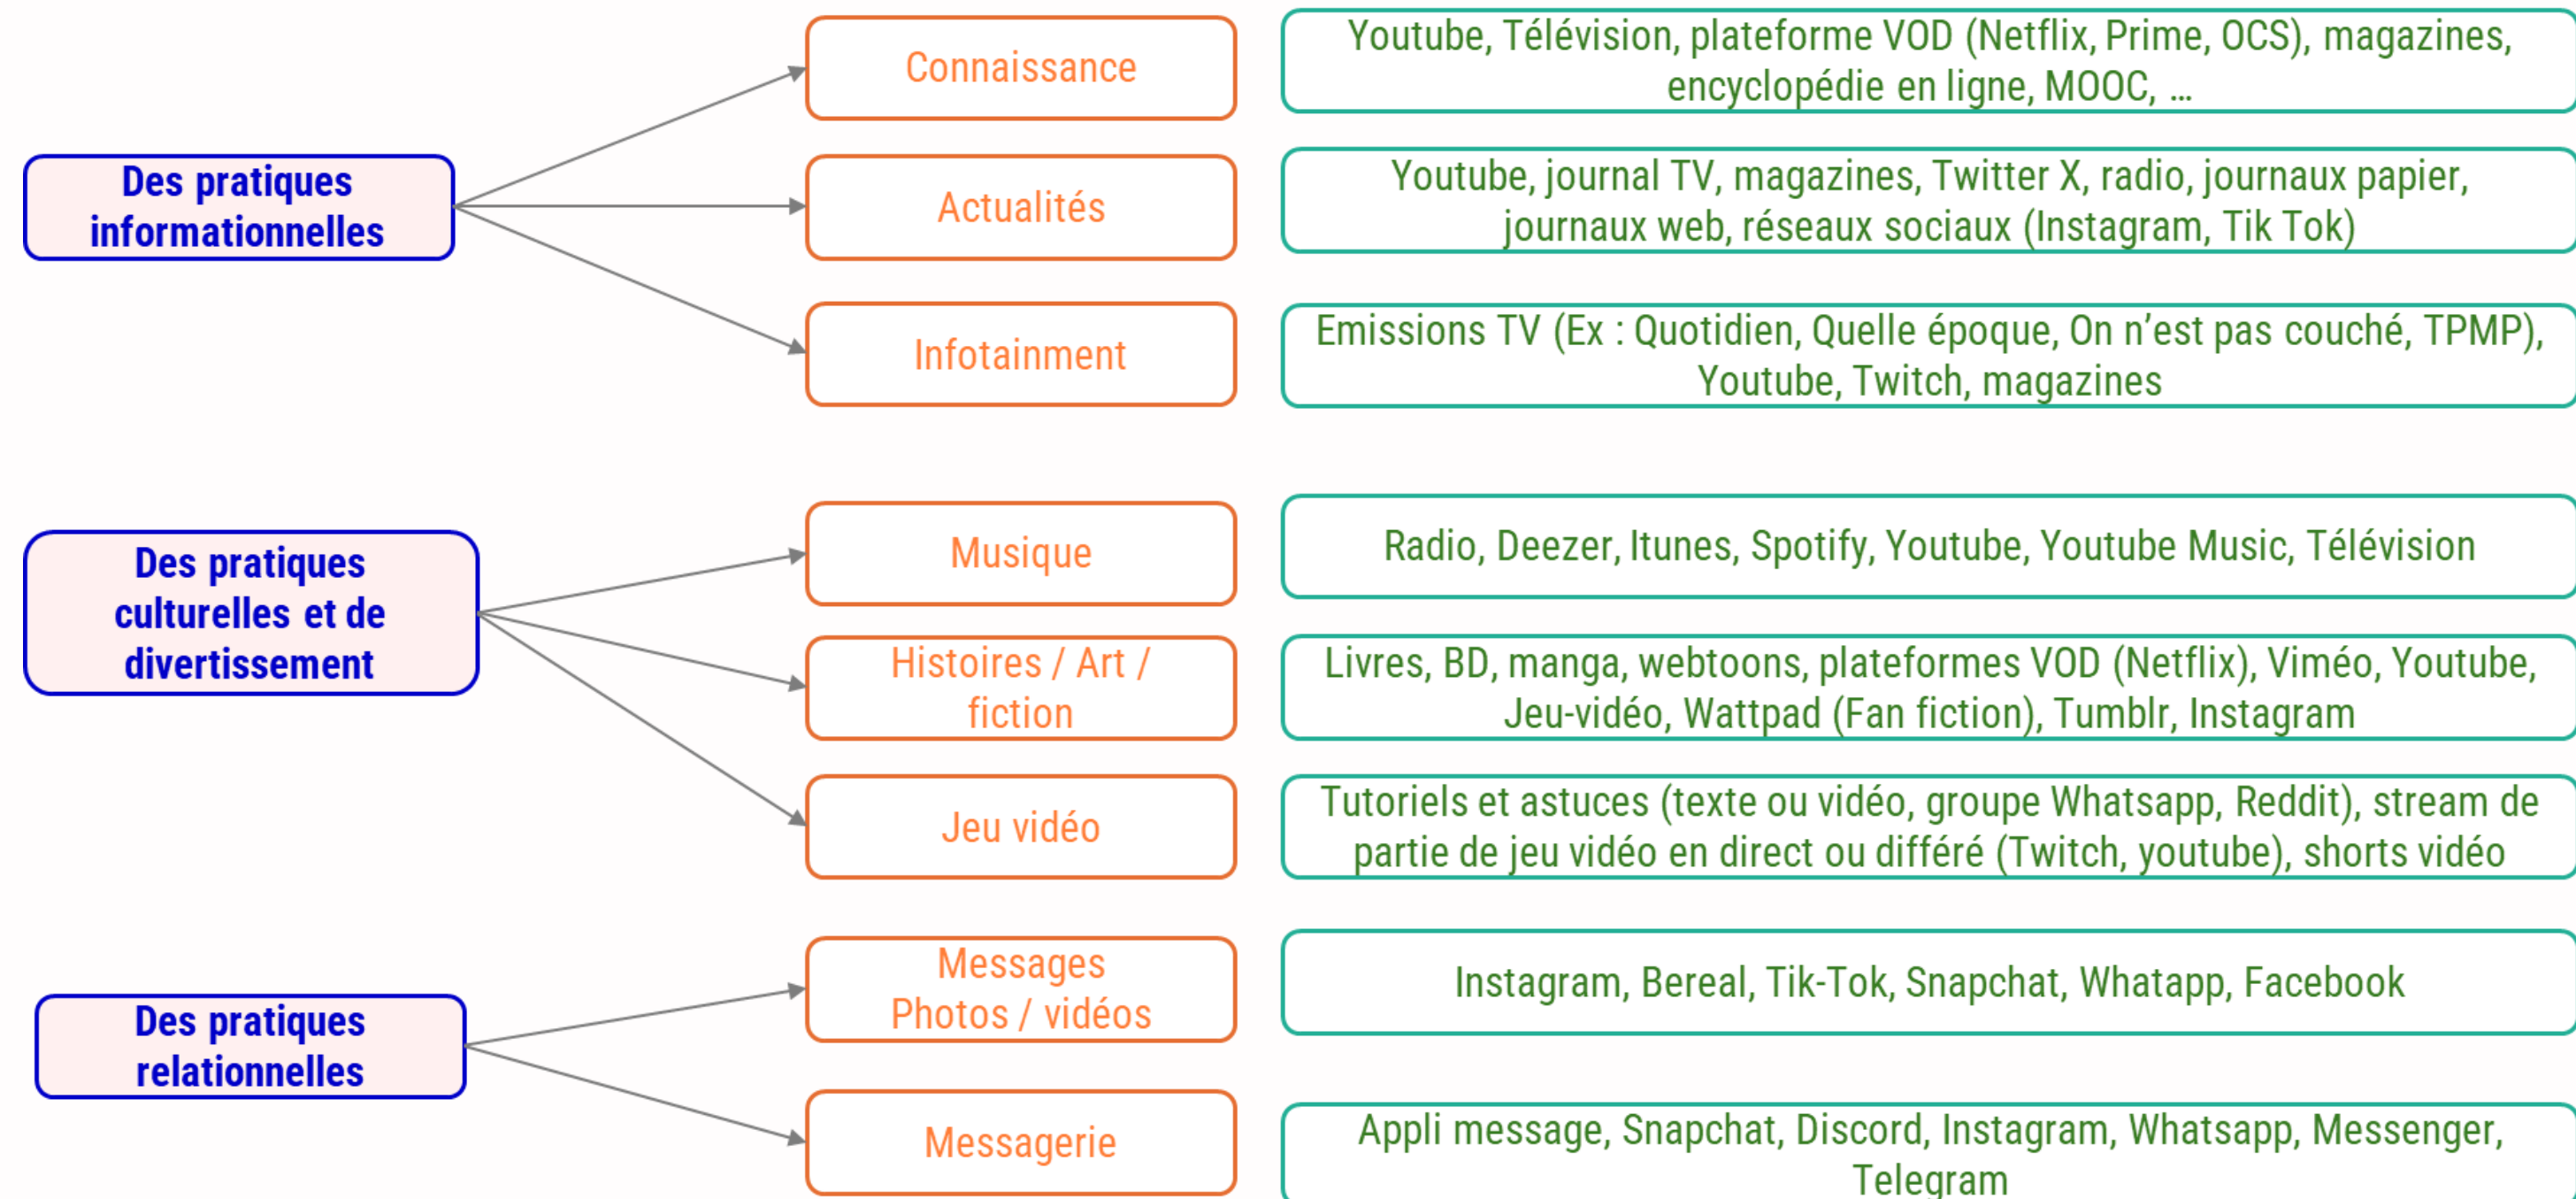 Des pratiques
informationnelles
Connaissance
Youtube, Télévision, plateforme VOD (Netflix, Prime, OCS), magazines,
encyclopédie en ligne, MOOC, ...
Actualités
Youtube, journal TV, magazines, Twitter X, radio, journaux papier,
journaux web, réseaux sociaux (Instagram, Tik Tok)
Infotainment
Emissions TV (Ex : Quotidien, Quelle époque, On n’est pas couché, TPMP),
Youtube, Twitch, magazines
Des pratiques
culturelles et de
divertissement
Musique
Radio, Deezer, Itunes, Spotify, Youtube, Youtube Music, Télévision
Histoires / Art /
fiction
Livres, BD, manga, webtoons, plateformes VOD (Netflix), Viméo, Youtube,
Jeu-vidéo, Wattpad (Fan fiction), Tumblr, Instagram
Jeu vidéo
Tutoriels et astuces (texte ou vidéo, groupe Whatsapp, Reddit), stream de
partie de jeu vidéo en direct ou différé (Twitch, youtube), shorts vidéo
Des pratiques
relationnelles
Messages
Photos / vidéos
Instagram, Bereal, Tik-Tok, Snapchat, Whatapp, Facebook
Messagerie
Appli message, Snapchat, Discord, Instagram, Whatsapp, Messenger,
Telegram